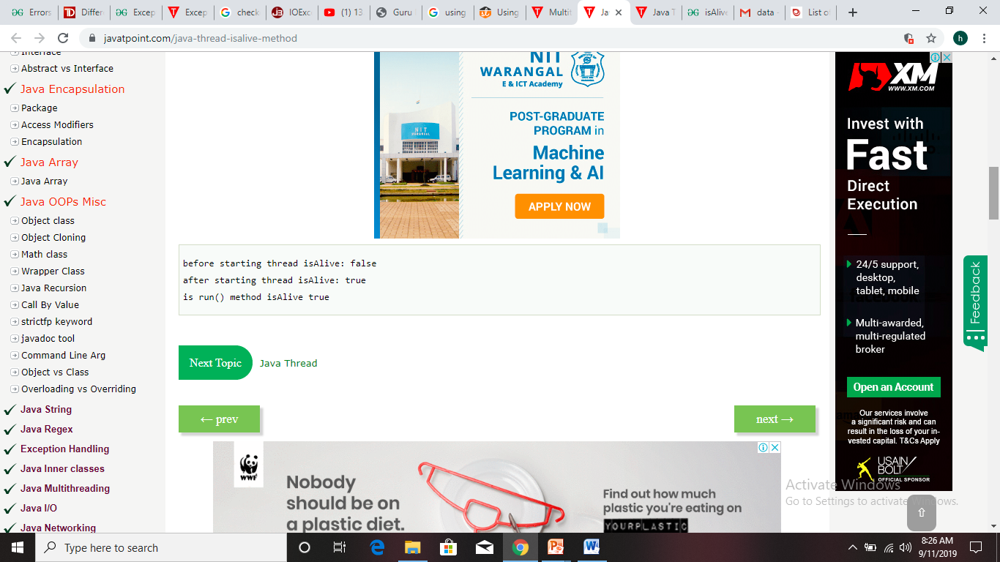 Errors
Differ
Excep
Excep
check
IOExc
(1) 13
Guru
using
Using
Multit
Ja
Java T
isAlive
data -
List o
javatpoint.com/java-thread-isalive-method
h
Interface
Abstract vs Interface
Java Encapsulation
Package
Access Modifiers
Encapsulation
Java Array
Java Array
Java OOPs Misc
Object class
Object Cloning
Math class
Wrapper Class
Java Recursion
Call By Value
strictfp keyword
javadoc tool
Command Line Arg
Object vs Class
Overloading vs Overriding
Java String
Java Regex
Exception Handling
Java Inner classes
Java Multithreading
Java I/O
Java Networking
NIT
WARANGAL
E & ICT Academy
POST-GRADUATE
PROGRAM in
Machine
Learning & AI
APPLY NOW
NIT
WARANGAL
before starting thread isAlive: false
after starting thread isAlive: true
is run() method isAlive true
Next Topic Java Thread
← prev
next →
WWF
Nobody
should be on
a plastic diet.
Find out how much
plastic you're eating on
YOURPLASTIC
XM
WWW.XM.COM
Invest with
Fast
Direct
Execution
24/5 support,
desktop,
tablet, mobile
Multi-awarded,
multi-regulated
broker
Open an Account
Our services involve
a significant risk and can
result in the loss of your in-
vested capital. T&Cs Apply
USAIN
BOLT
OFFICIAL SPONSOR
Feedback
Activate Windows
Go to Settings to activate Windows.
Type here to search
8:26 AM
9/11/2019